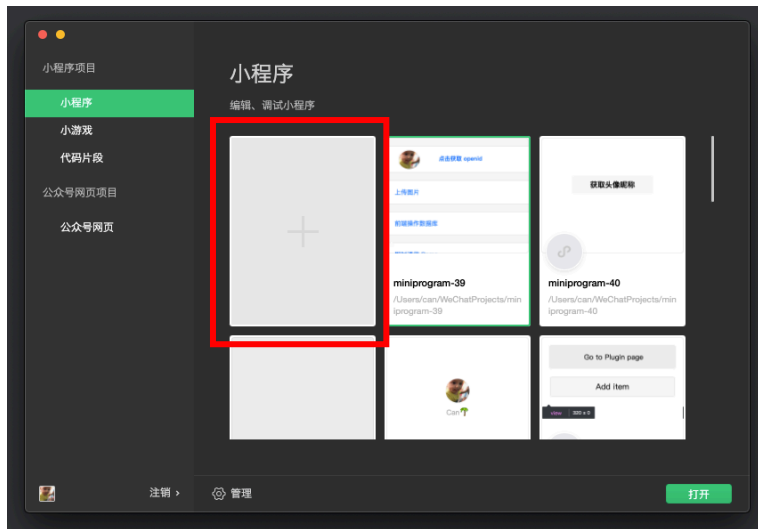 小程序项目
小程序
小游戏
代码片段
公众号网页项目
公众号网页
注销 ›
小程序
编辑、调试小程序
点击获取 openid
上传图片
前端操作数据库
miniprogram-39
/Users/can/WeChatProjects/min
iprogram-39
获取头像昵称
miniprogram-40
/Users/can/WeChatProjects/min
iprogram-40
Can
Go to Plugin page
Add item
管理
打开